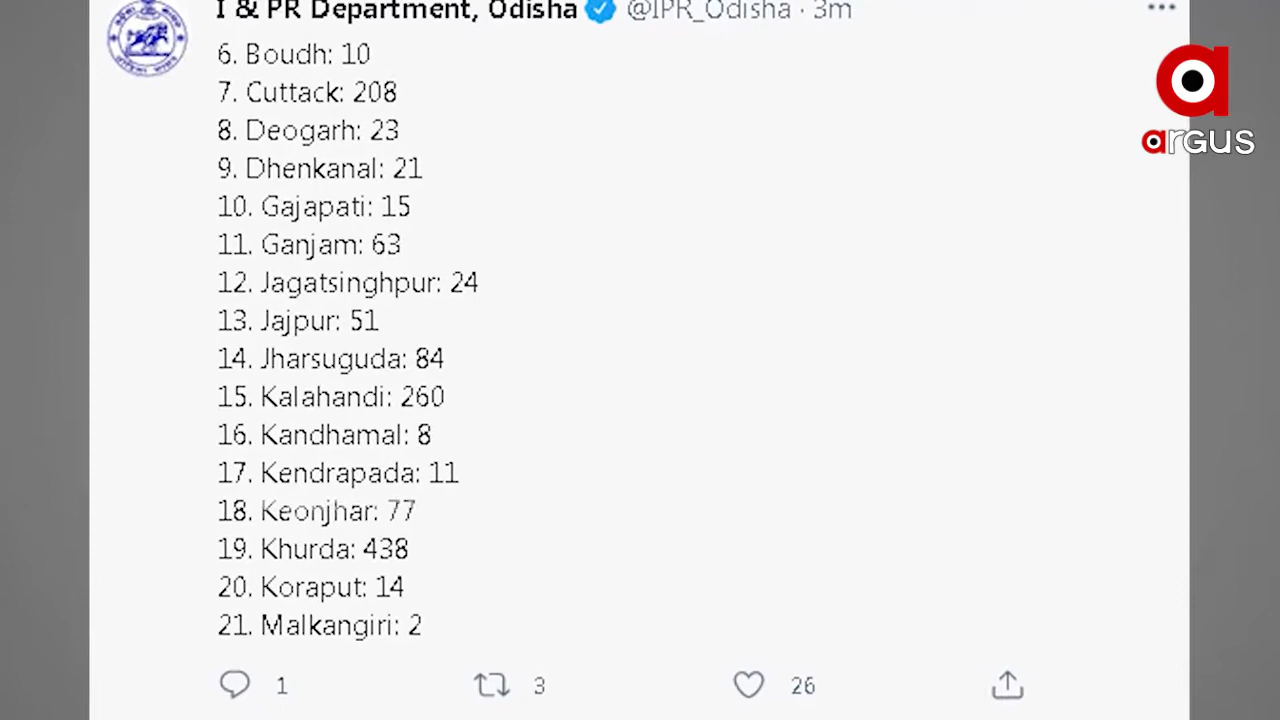 I & PR Department, Odisha @IPR_Odisha · 3m
6. Boudh: 10
7. Cuttack: 208
8. Deogarh: 23
9. Dhenkanal: 21
10. Gajapati: 15
11. Ganjam: 63
12. Jagatsinghpur: 24
13. Jajpur: 51
14. Jharsuguda: 84
15. Kalahandi: 260
16. Kandhamal: 8
17. Kendrapada: 11
18. Keonjhar: 77
19. Khurda: 438
20. Koraput: 14
21. Malkangiri: 2
1 3 26
a
argus